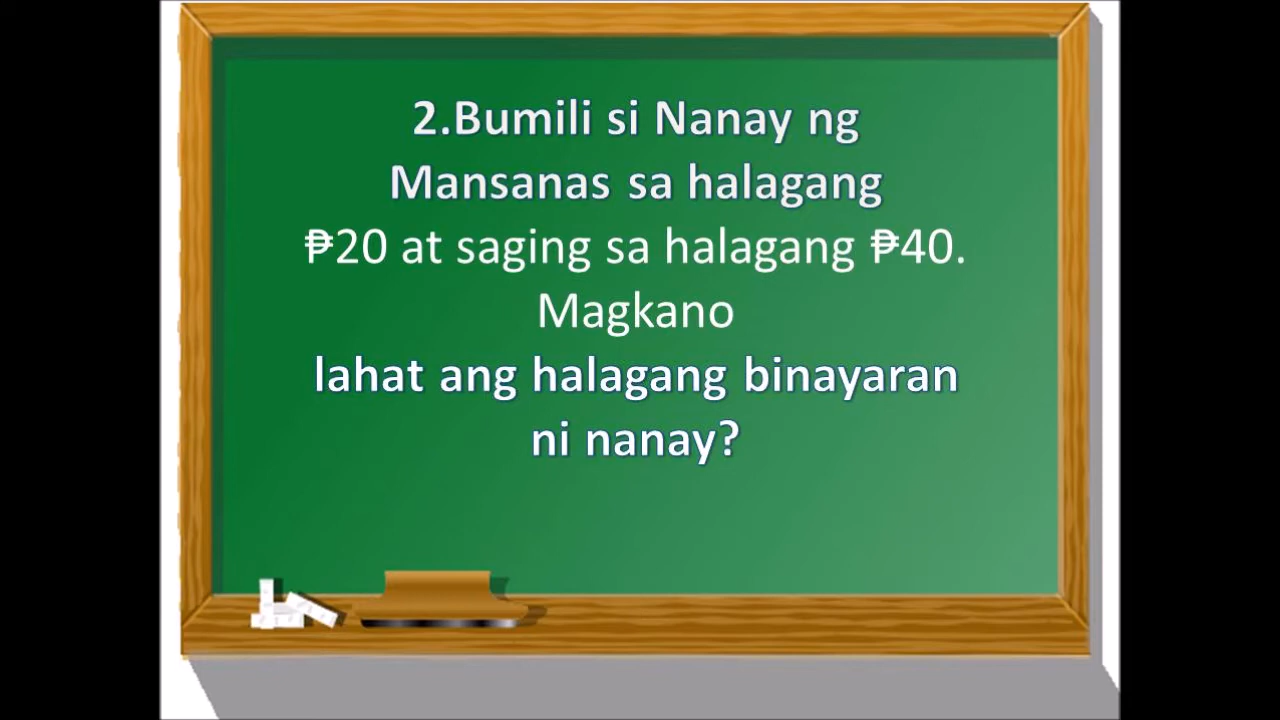 2.Bumili si Nanay ng
Mansanas sa halagang
₱20 at saging sa halagang ₱40.
Magkano
lahat ang halagang binayaran
ni nanay?